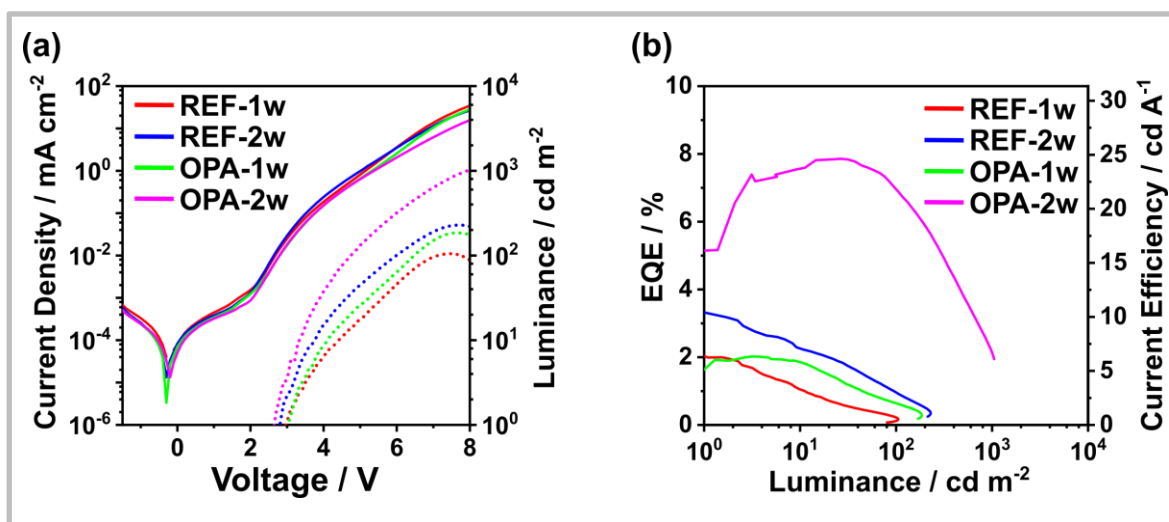 (a)
Current Density / mA cm⁻²
10²
10⁰
10⁻²
10⁻⁴
10⁻⁶
REF-1w
REF-2w
OPA-1w
OPA-2w
0
2
4
6
8
Voltage / V
10⁴
10³
10²
10¹
10⁰
Luminance / cd m⁻²
(b)
EQE / %
10
8
6
4
2
0
REF-1w
REF-2w
OPA-1w
OPA-2w
10⁰
10¹
10²
10³
10⁴
Luminance / cd m⁻²
30
25
20
15
10
5
0
Current Efficiency / cd A⁻¹